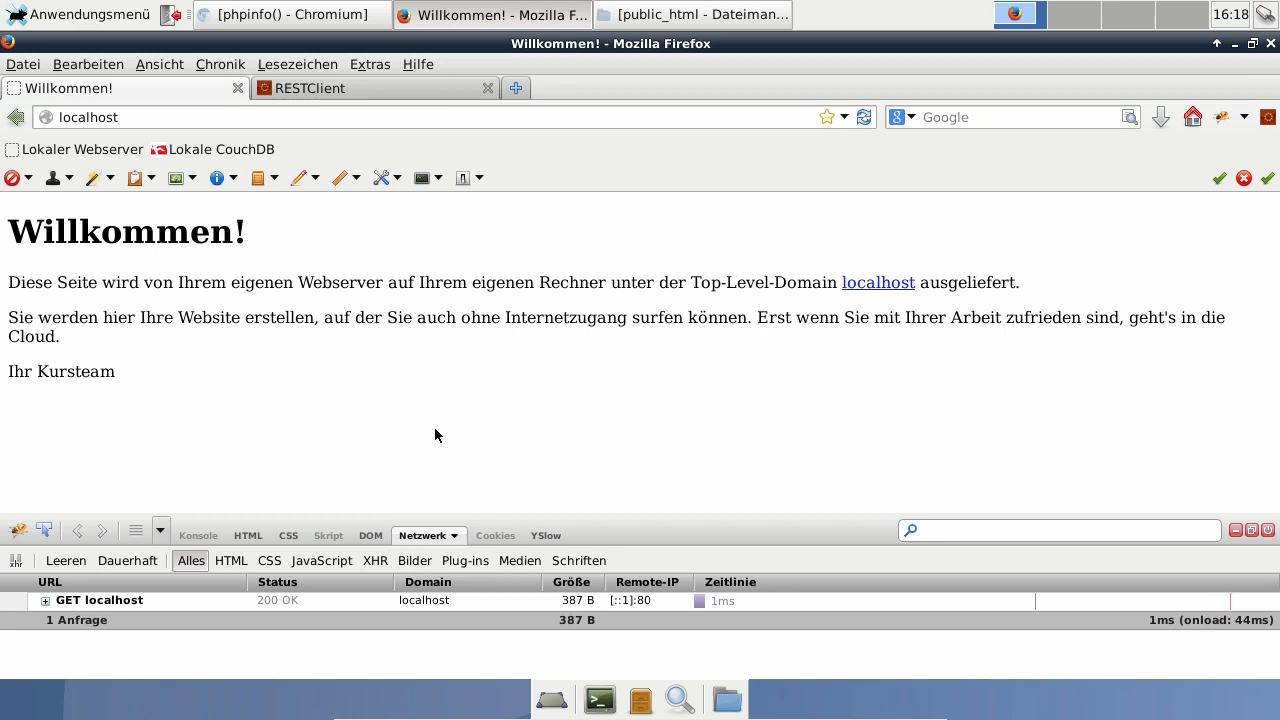 Anwendungsmenü [phpinfo() - Chromium] Willkommen! - Mozilla F... [public_html - Dateiman... 16:18
Willkommen! - Mozilla Firefox
Datei Bearbeiten Ansicht Chronik Lesezeichen Extras Hilfe
Willkommen! RESTClient
localhost Google
Lokaler Webserver Lokale CouchDB
Willkommen!
Diese Seite wird von Ihrem eigenen Webserver auf Ihrem eigenen Rechner unter der Top-Level-Domain localhost ausgeliefert.
Sie werden hier Ihre Website erstellen, auf der Sie auch ohne Internetzugang surfen können. Erst wenn Sie mit Ihrer Arbeit zufrieden sind, geht's in die
Cloud.
Ihr Kursteam
Konsole HTML CSS Skript DOM Netzwerk Cookies YSlow
Leeren Dauerhaft Alles HTML CSS JavaScript XHR Bilder Plug-ins Medien Schriften
URL Status Domain Größe Remote-IP Zeitlinie
GET localhost 200 OK localhost 387 B [::1]:80 1ms
1 Anfrage 387 B 1ms (onload: 44ms)